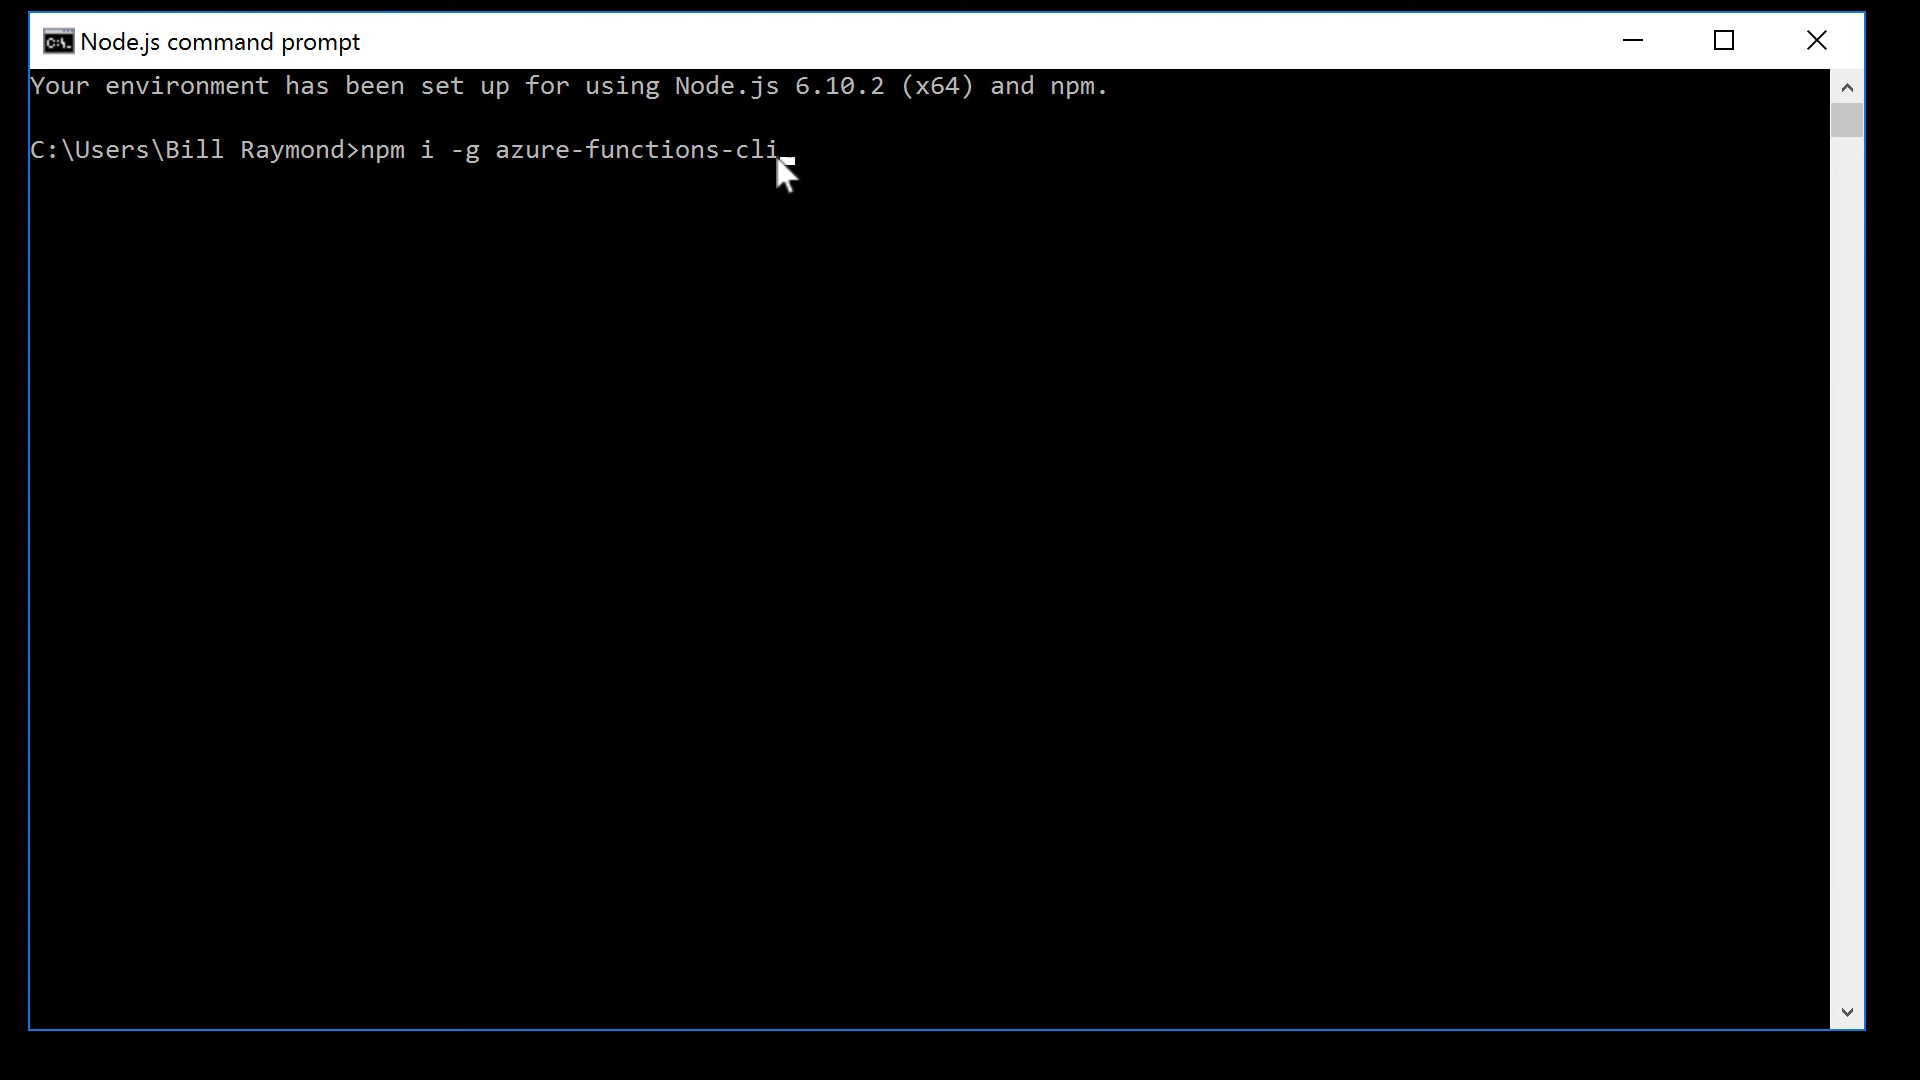 Node.js command prompt
Your environment has been set up for using Node.js 6.10.2 (x64) and npm.
C:\Users\Bill Raymond>npm i -g azure-functions-cli